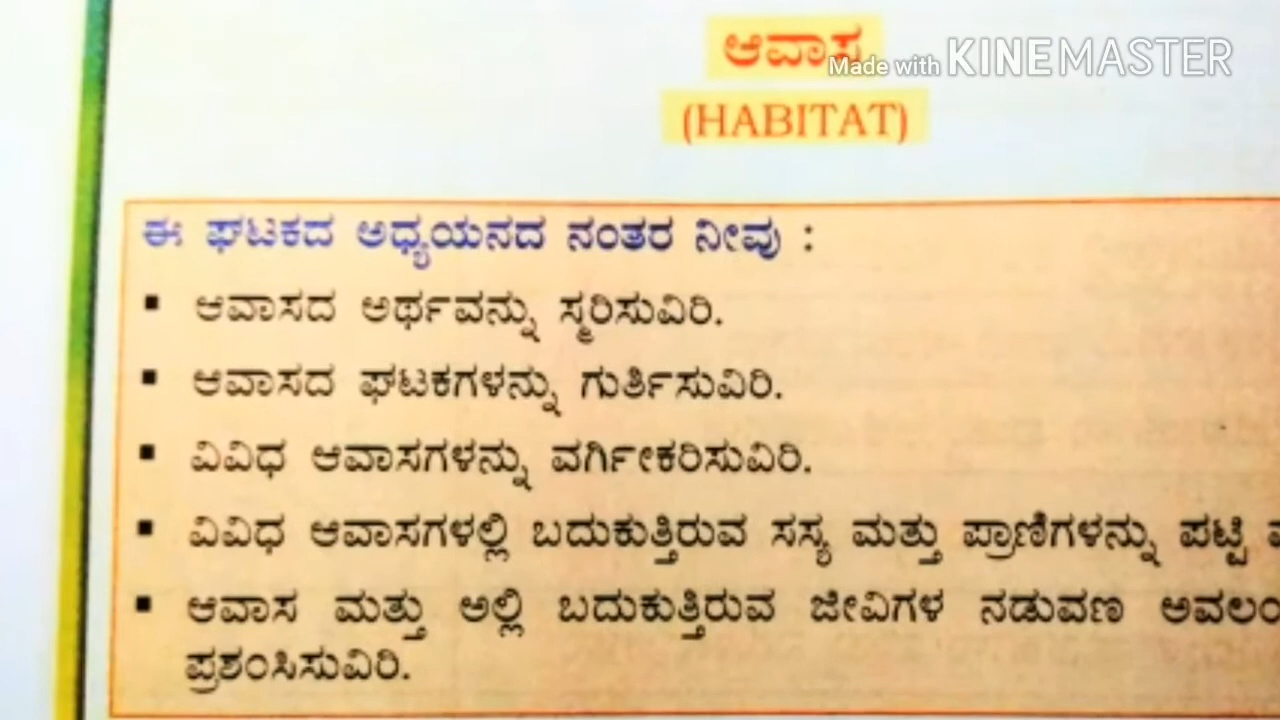 ಆವಾಸ
Made with KINEMASTER
(HABITAT)
ಈ ಘಟಕದ ಅಧ್ಯಯನದ ನಂತರ ನೀವು :
▪ ಆವಾಸದ ಅರ್ಥವನ್ನು ಸ್ಮರಿಸುವಿರಿ.
▪ ಆವಾಸದ ಘಟಕಗಳನ್ನು ಗುರ್ತಿಸುವಿರಿ.
▪ ವಿವಿಧ ಆವಾಸಗಳನ್ನು ವರ್ಗೀಕರಿಸುವಿರಿ.
▪ ವಿವಿಧ ಆವಾಸಗಳಲ್ಲಿ ಬದುಕುತ್ತಿರುವ ಸಸ್ಯ ಮತ್ತು ಪ್ರಾಣಿಗಳನ್ನು ಪಟ್ಟಿ
▪ ಆವಾಸ ಮತ್ತು ಅಲ್ಲಿ ಬದುಕುತ್ತಿರುವ ಜೀವಿಗಳ ನಡುವಣ
ಪ್ರಶಂಸಿಸುವಿರಿ.